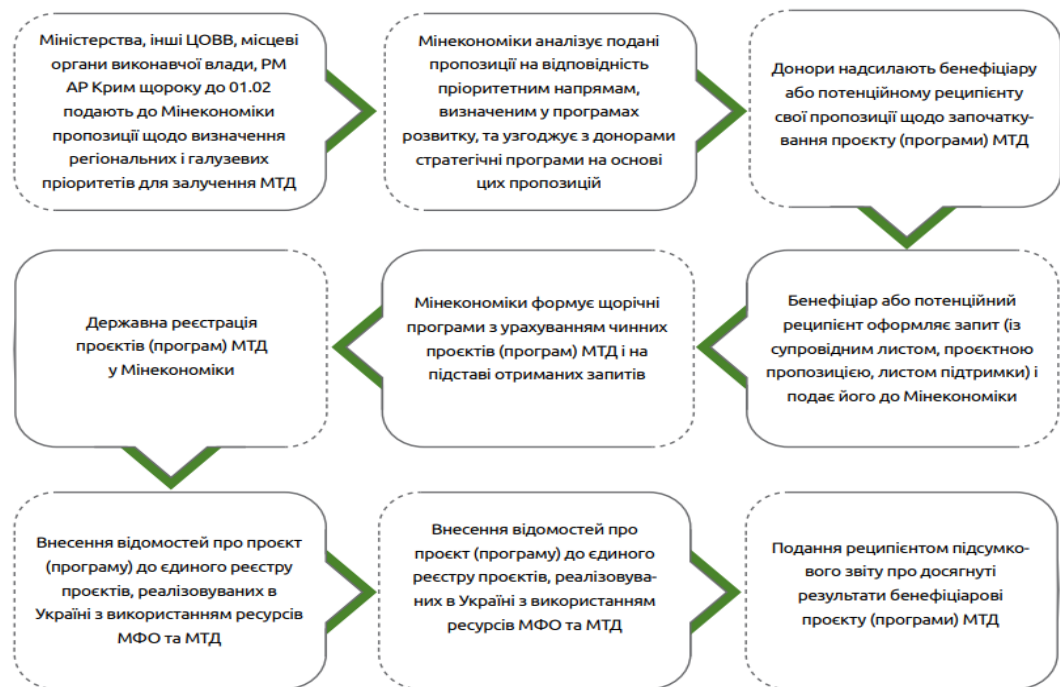 Міністерства, інші ЦОВВ, місцеві
органи виконавчої влади, РМ
АР Крим щороку до 01.02
подають до Мінекономіки
пропозиції щодо визначення
регіональних і галузевих
пріоритетів для залучення МТД
Мінекономіки аналізує подані
пропозиції на відповідність
пріоритетним напрямам,
визначеним у програмах
розвитку, та узгоджує з донорами
стратегічні програми на основі
цих пропозицій
Донори надсилають бенефіціару
або потенційному реципієнту
свої пропозиції щодо започатку-
вання проєкту (програми) МТД
Бенефіціар або потенційний
реципієнт оформляє запит (із
супровідним листом, проєктною
пропозицією, листом підтримки) і
подає його до Мінекономіки
Мінекономіки формує щорічні
програми з урахуванням чинних
проєктів (програм) МТД і на
підставі отриманих запитів
Державна реєстрація
проєктів (програм) МТД
у Мінекономіки
Внесення відомостей про проєкт
(програму) до єдиного реєстру
проєктів, реалізовуваних в
Україні з використанням ресурсів
МФО та МТД
Внесення відомостей про
проєкт (програму) до єдиного
реєстру проєктів, реалізовува-
них в Україні з використанням
ресурсів МФО та МТД
Подання реципієнтом підсумко-
вого звіту про досягнуті
результати бенефіціарові
проєкту (програми) МТД